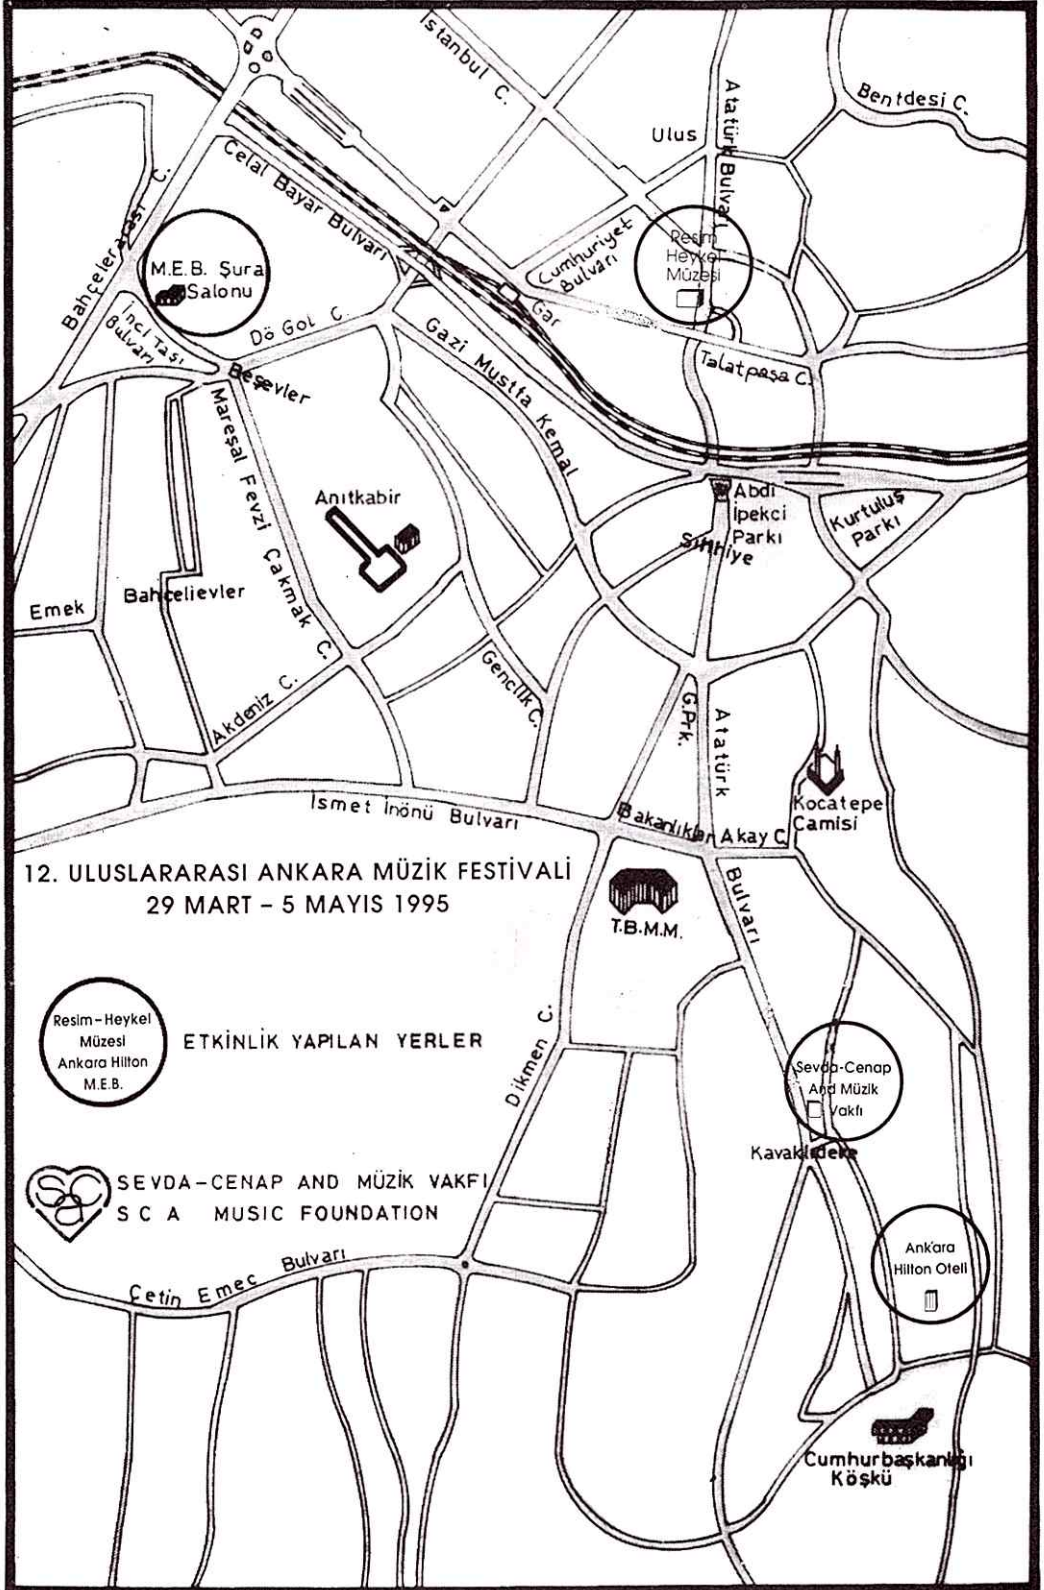 İstanbul C.
Bentdesi C.
Atatürk Bulvarı
Ulus
Celal Bayar Bulvarı
Bahçelerarası C.
M.E.B. Şura
Salonu
Cumhuriyet
Bulvarı
Resim
Heykel
Müzesi
Gar
İnci Taşı
Bulvarı
Dö Gol C.
Beşevler
Gazi Mustfa Kemal
Talatpaşa C.
Mareşal Fevzi Çakmak C.
Anıtkabir
Abdi
İpekci
Parkı
Sıhhiye
Kurtuluş
Parkı
Emek
Bahçelievler
Akdeniz C.
Genclik C.
G.Prk.
Atatürk
Kocatepe
Camisi
İsmet İnönü Bulvarı
Bakanlıklar
Akay C.
Bulvarı
12. ULUSLARARASI ANKARA MÜZİK FESTİVALİ
29 MART – 5 MAYIS 1995
T.B.M.M.
Resim-Heykel
Müzesi
Ankara Hilton
M.E.B.
ETKİNLİK YAPILAN YERLER
Dikmen C.
Sevda-Cenap
And Müzik
Vakfı
Kavaklıdere
SCA
SEVDA-CENAP AND MÜZİK VAKFI
S C A MUSIC FOUNDATION
Ankara
Hilton Oteli
Çetin Emeç Bulvarı
Cumhurbaşkanlığı
Köşkü